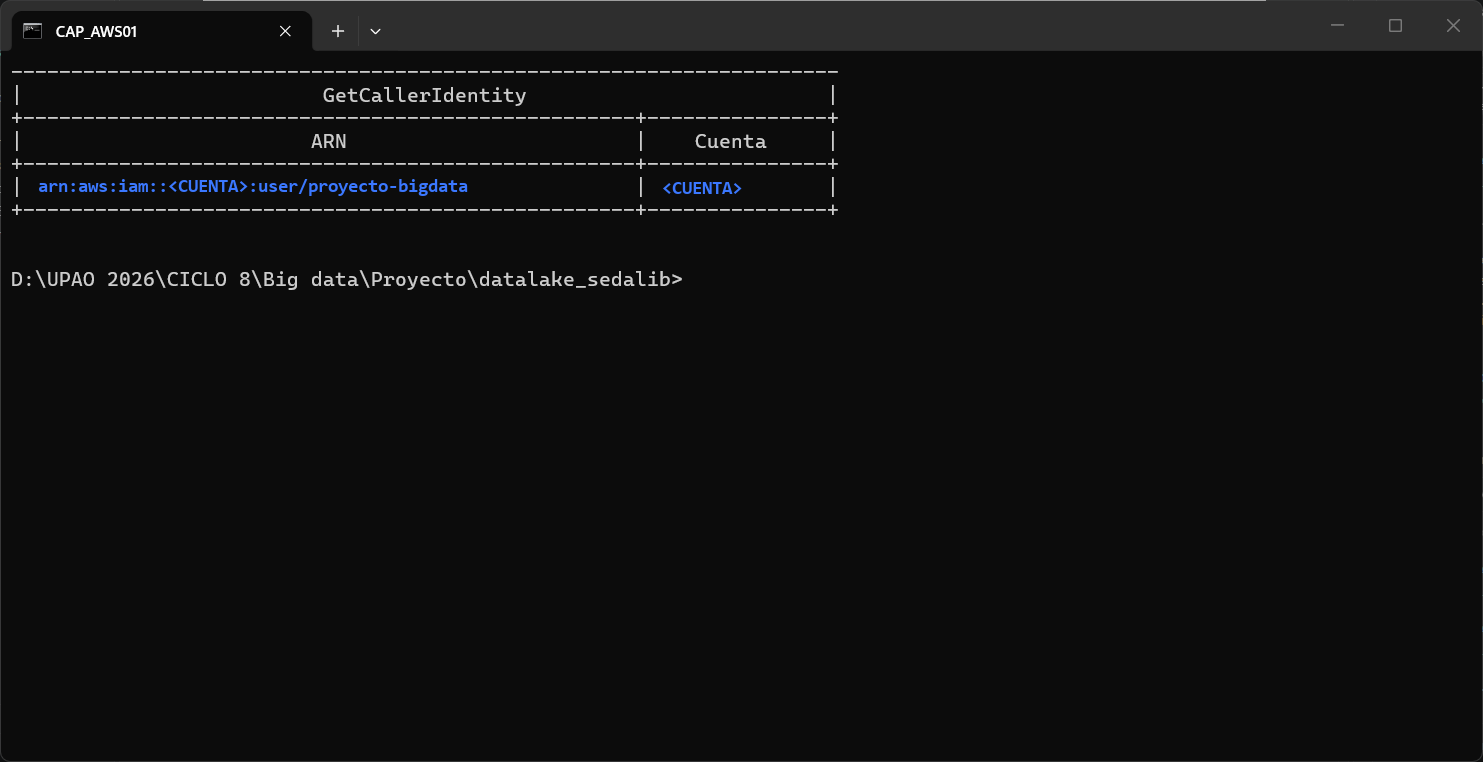 CAP_AWS01
GetCallerIdentity
ARN Cuenta
arn:aws:iam::<CUENTA>:user/proyecto-bigdata <CUENTA>
D:\UPAO 2026\CICLO 8\Big data\Proyecto\datalake_sedalib>